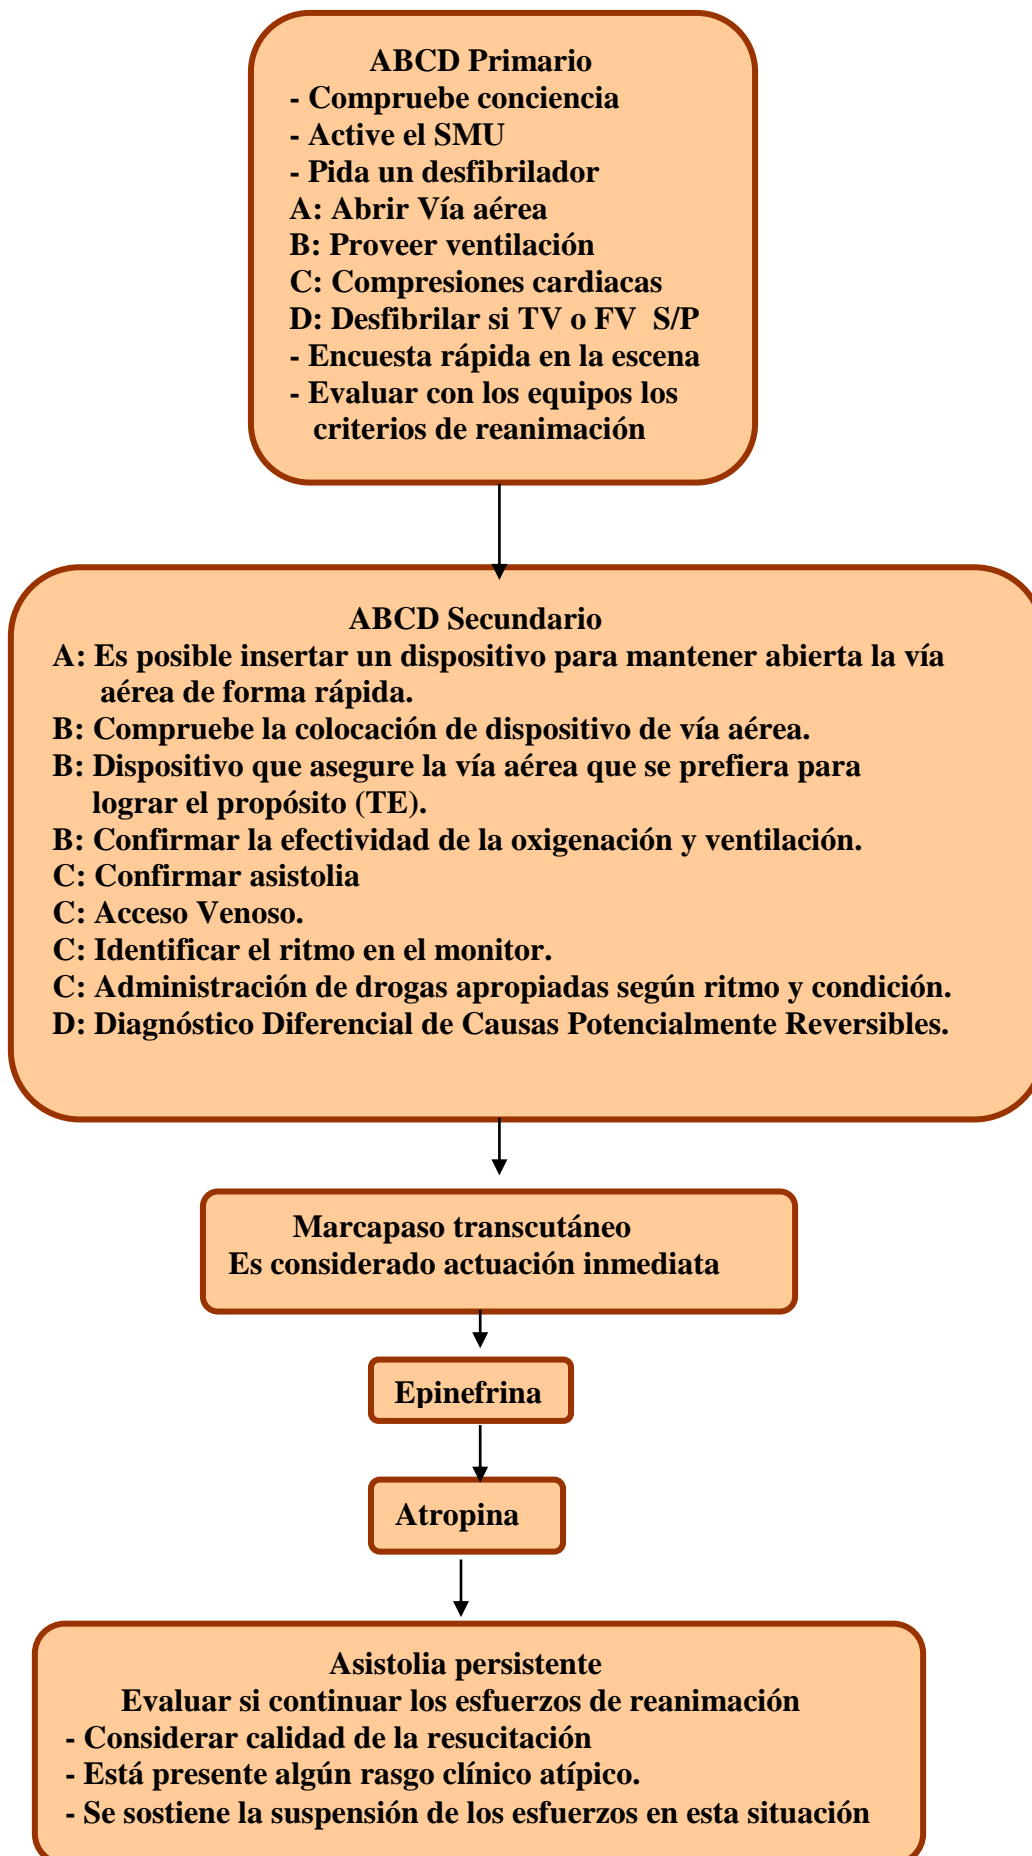 ABCD Primario
- Compruebe conciencia
- Active el SMU
- Pida un desfibrilador
A: Abrir Vía aérea
B: Proveer ventilación
C: Compresiones cardiacas
D: Desfibrilar si TV o FV S/P
- Encuesta rápida en la escena
- Evaluar con los equipos los
criterios de reanimación
ABCD Secundario
A: Es posible insertar un dispositivo para mantener abierta la vía
aérea de forma rápida.
B: Compruebe la colocación de dispositivo de vía aérea.
B: Dispositivo que asegure la vía aérea que se prefiera para
lograr el propósito (TE).
B: Confirmar la efectividad de la oxigenación y ventilación.
C: Confirmar asistolia
C: Acceso Venoso.
C: Identificar el ritmo en el monitor.
C: Administración de drogas apropiadas según ritmo y condición.
D: Diagnóstico Diferencial de Causas Potencialmente Reversibles.
Marcapaso transcutáneo
Es considerado actuación inmediata
Epinefrina
Atropina
Asistolia persistente
Evaluar si continuar los esfuerzos de reanimación
- Considerar calidad de la resucitación
- Está presente algún rasgo clínico atípico.
- Se sostiene la suspensión de los esfuerzos en esta situación